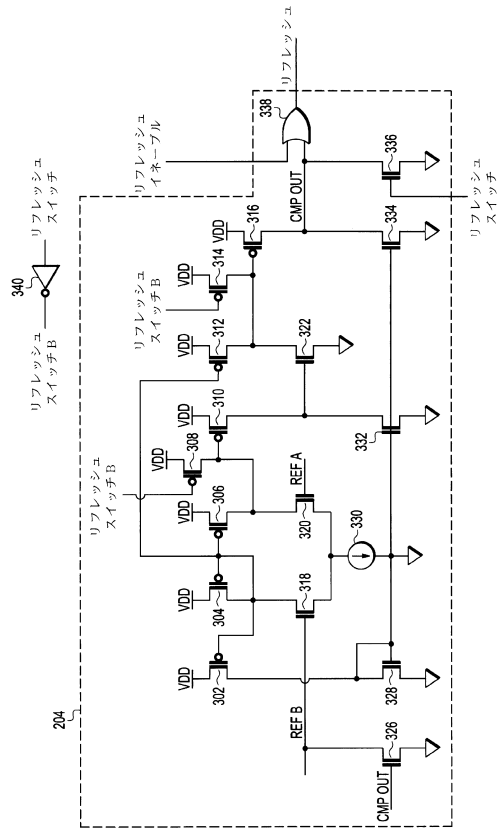 リフレッシュ
スイッチB
340
リフレッシュ
スイッチ
204
リフレッシュ
スイッチB
リフレッシュ
スイッチB
リフレッシュ
イネーブル
リフレッシュ
VDD
302
VDD
304
VDD
306
VDD
308
VDD
310
VDD
312
VDD
314
VDD
316
338
CMP OUT
REF B
318
320
REF A
322
330
CMP OUT
326
328
332
334
336
リフレッシュ
スイッチ